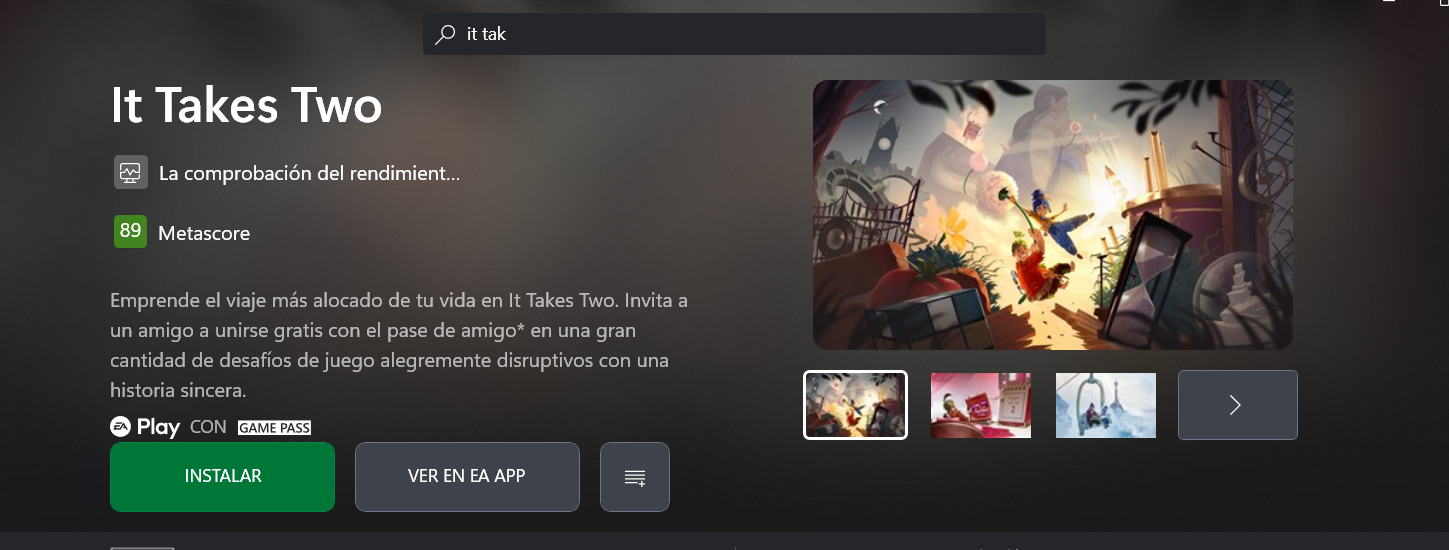 it tak
It Takes Two
La comprobación del rendimient...
89 Metascore
Emprende el viaje más alocado de tu vida en It Takes Two. Invita a
un amigo a unirse gratis con el pase de amigo* en una gran
cantidad de desafíos de juego alegremente disruptivos con una
historia sincera.
EA Play CON GAME PASS
INSTALAR
VER EN EA APP